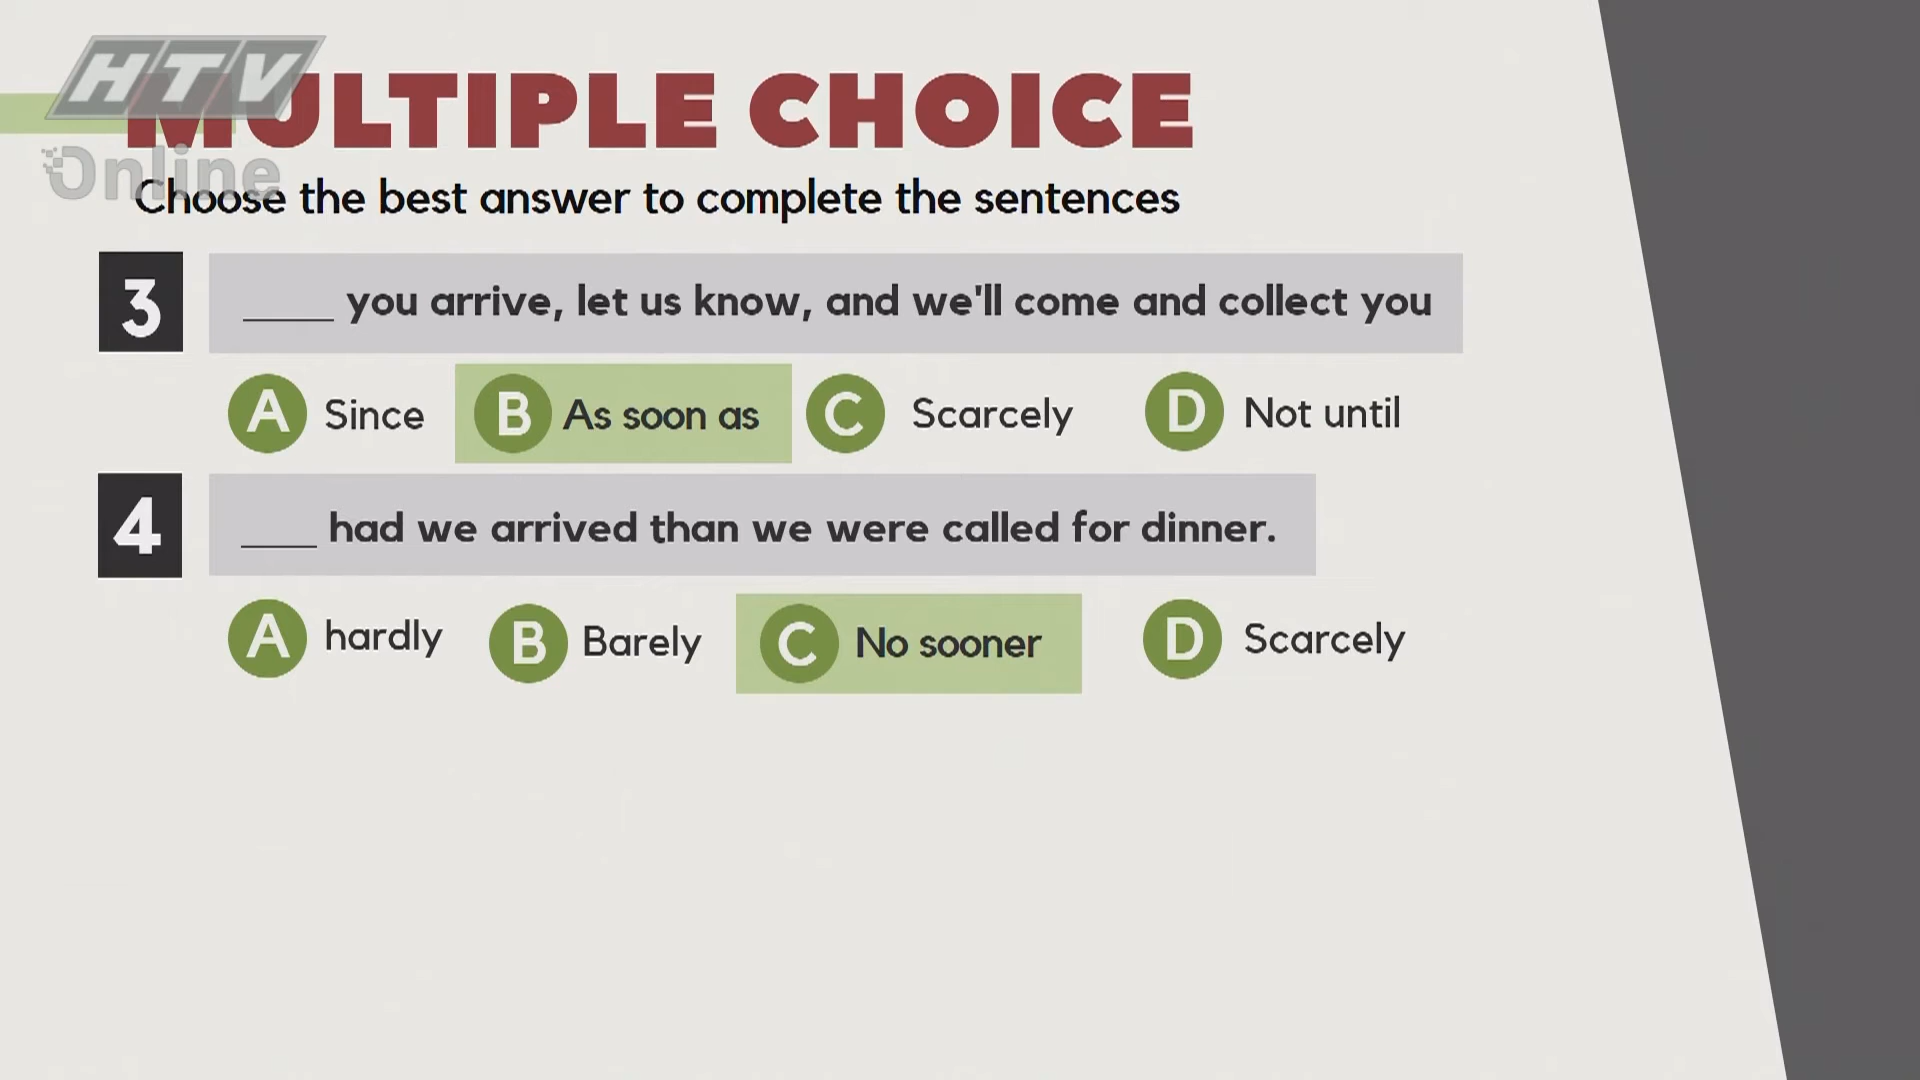 HTV
Online
MULTIPLE CHOICE
Choose the best answer to complete the sentences
3
_____ you arrive, let us know, and we'll come and collect you
A Since B As soon as C Scarcely D Not until
4
____ had we arrived than we were called for dinner.
A hardly B Barely C No sooner D Scarcely